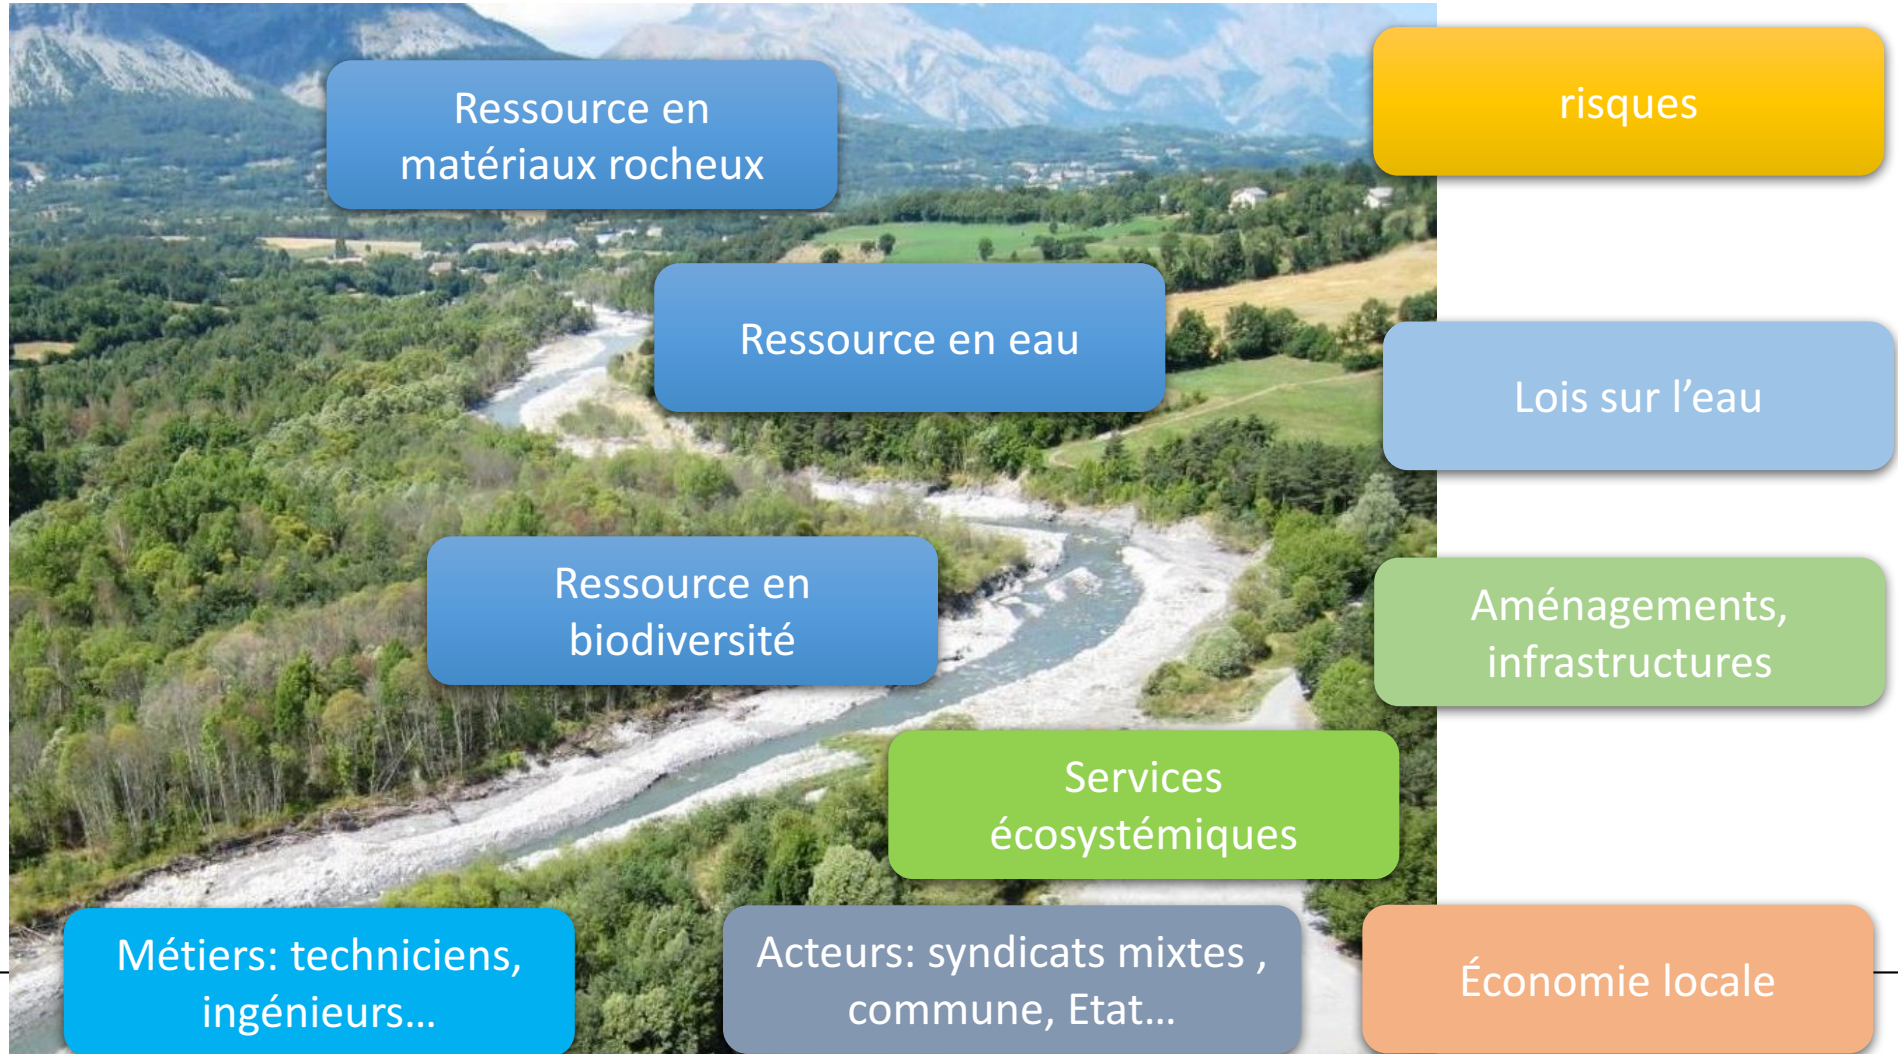 Ressource en
matériaux rocheux
risques
Ressource en eau
Lois sur l’eau
Ressource en
biodiversité
Aménagements,
infrastructures
Services
écosystémiques
Métiers: techniciens,
ingénieurs…
Acteurs: syndicats mixtes ,
commune, Etat…
Économie locale